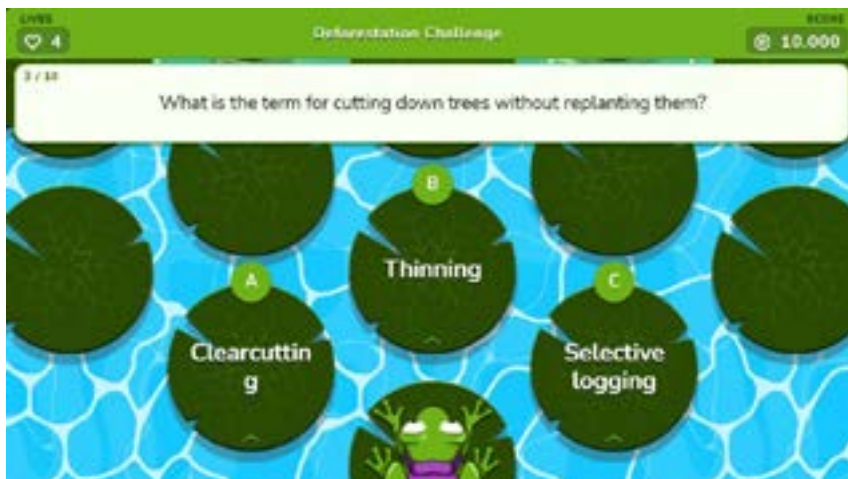 LIVES
4
Deforestation Challenge
SCORE
10.000
3 / 10
What is the term for cutting down trees without replanting them?
B
Thinning
A
Clearcuttin
g
C
Selective
logging